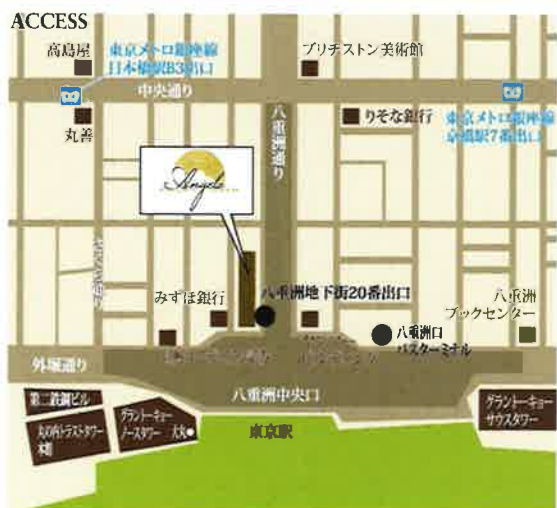 ACCESS
高島屋
東京メトロ銀座線
日本橋駅B3出口
ブリヂストン美術館
中央通り
丸善
八重洲通り
りそな銀行
東京メトロ銀座線
京橋駅7番出口
Angelo
みずほ銀行
八重洲地下街20番出口
八重洲口
バスターミナル
八重洲
ブックセンター
外堀通り
八重洲中央口
第二鉄鋼ビル
丸の内トラストタワー
本館
グラントーキョー
ノースタワー
大丸
東京駅
グラントーキョー
サウスタワー